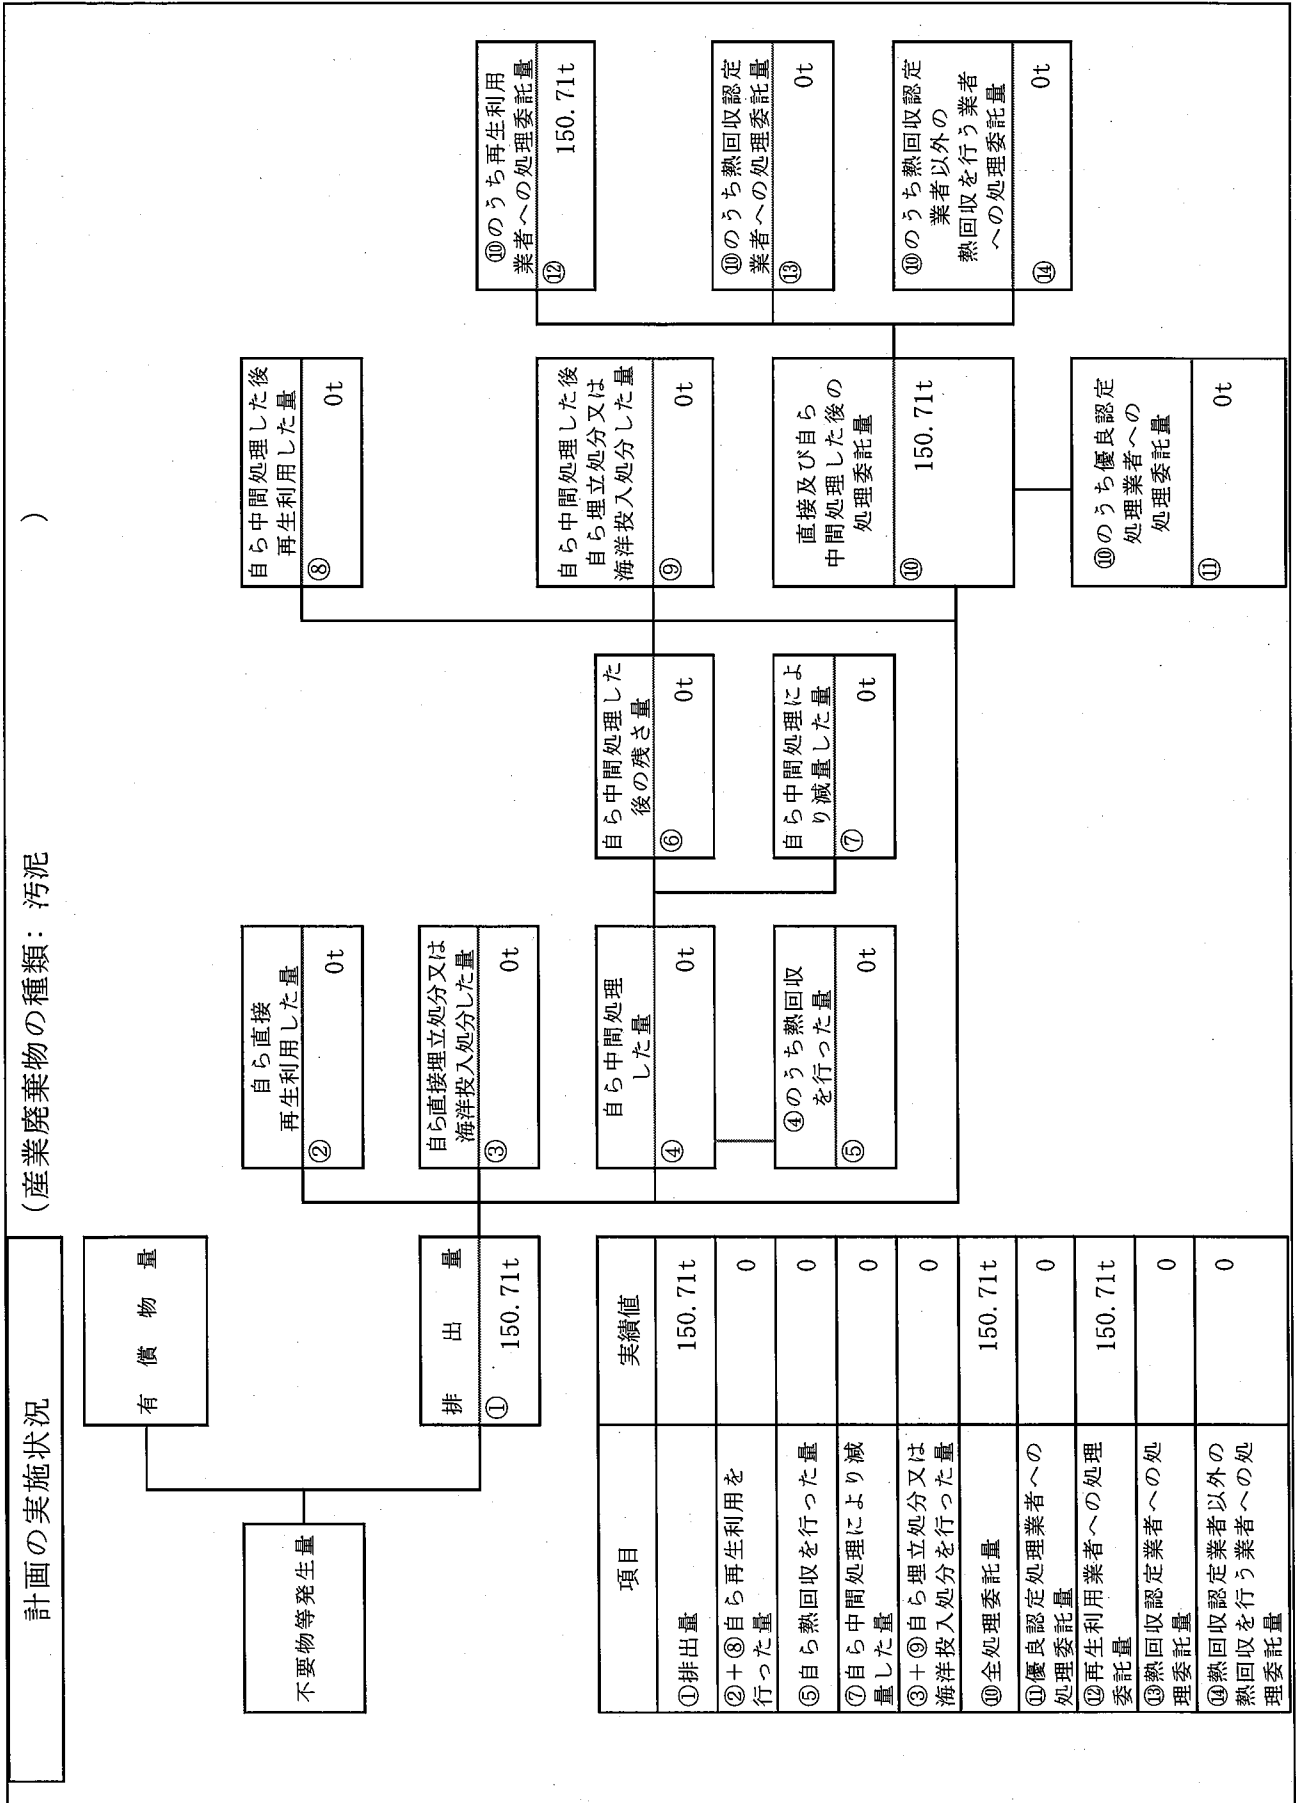 計画の実施状況
（産業廃棄物の種類：汚泥　　　　）
不要物等発生量
有償物量
排出量
① 150.71t
自ら直接
再生利用した量
② 0t
自ら直接埋立処分又は
海洋投入処分した量
③ 0t
自ら中間処理
した量
④ 0t
④のうち熱回収
を行った量
⑤ 0t
自ら中間処理した
後の残さ量
⑥ 0t
自ら中間処理によ
り減量した量
⑦ 0t
自ら中間処理した後
再生利用した量
⑧ 0t
自ら中間処理した後
自ら埋立処分又は
海洋投入処分した量
⑨ 0t
直接及び自ら
中間処理した後の
処理委託量
⑩ 150.71t
⑩のうち優良認定
処理業者への
処理委託量
⑪ 0t
⑩のうち再生利用
業者への処理委託量
⑫ 150.71t
⑩のうち熱回収認定
業者への処理委託量
⑬ 0t
⑩のうち熱回収認定
業者以外の
熱回収を行う業者
への処理委託量
⑭ 0t
項目 実績値
①排出量 150.71t
②＋⑧自ら再生利用を
行った量 0
⑤自ら熱回収を行った量 0
⑦自ら中間処理により減
量した量 0
③＋⑨自ら埋立処分又は
海洋投入処分を行った量 0
⑩全処理委託量 150.71t
⑪優良認定処理業者への
処理委託量 0
⑫再生利用業者への処理
委託量 150.71t
⑬熱回収認定業者への処
理委託量 0
⑭熱回収認定業者以外の
熱回収を行う業者への処
理委託量 0